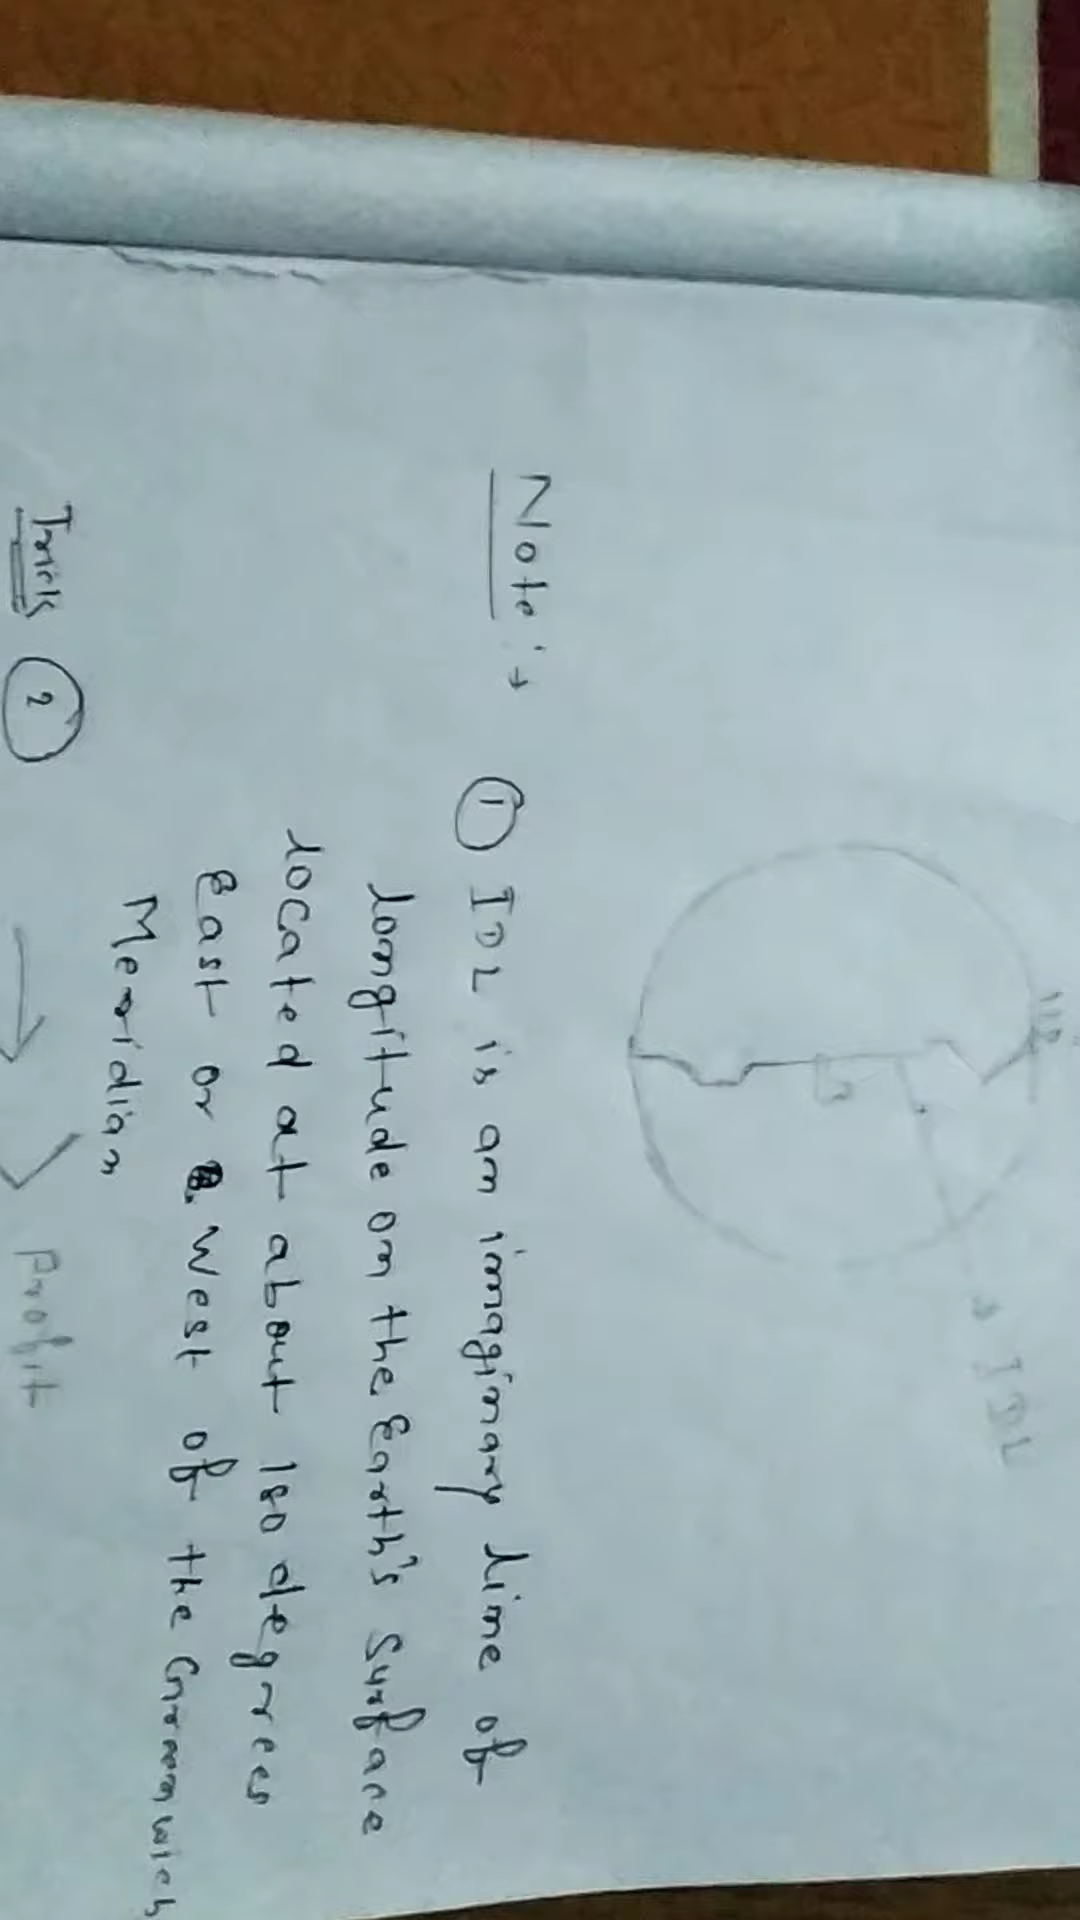 IDL
Note :→ ① IDL is an imaginary line of
longitude on the Earth's Surface
located at about 180 degrees
East or West of the Greenwich
Meridian
Trick ② → Profit